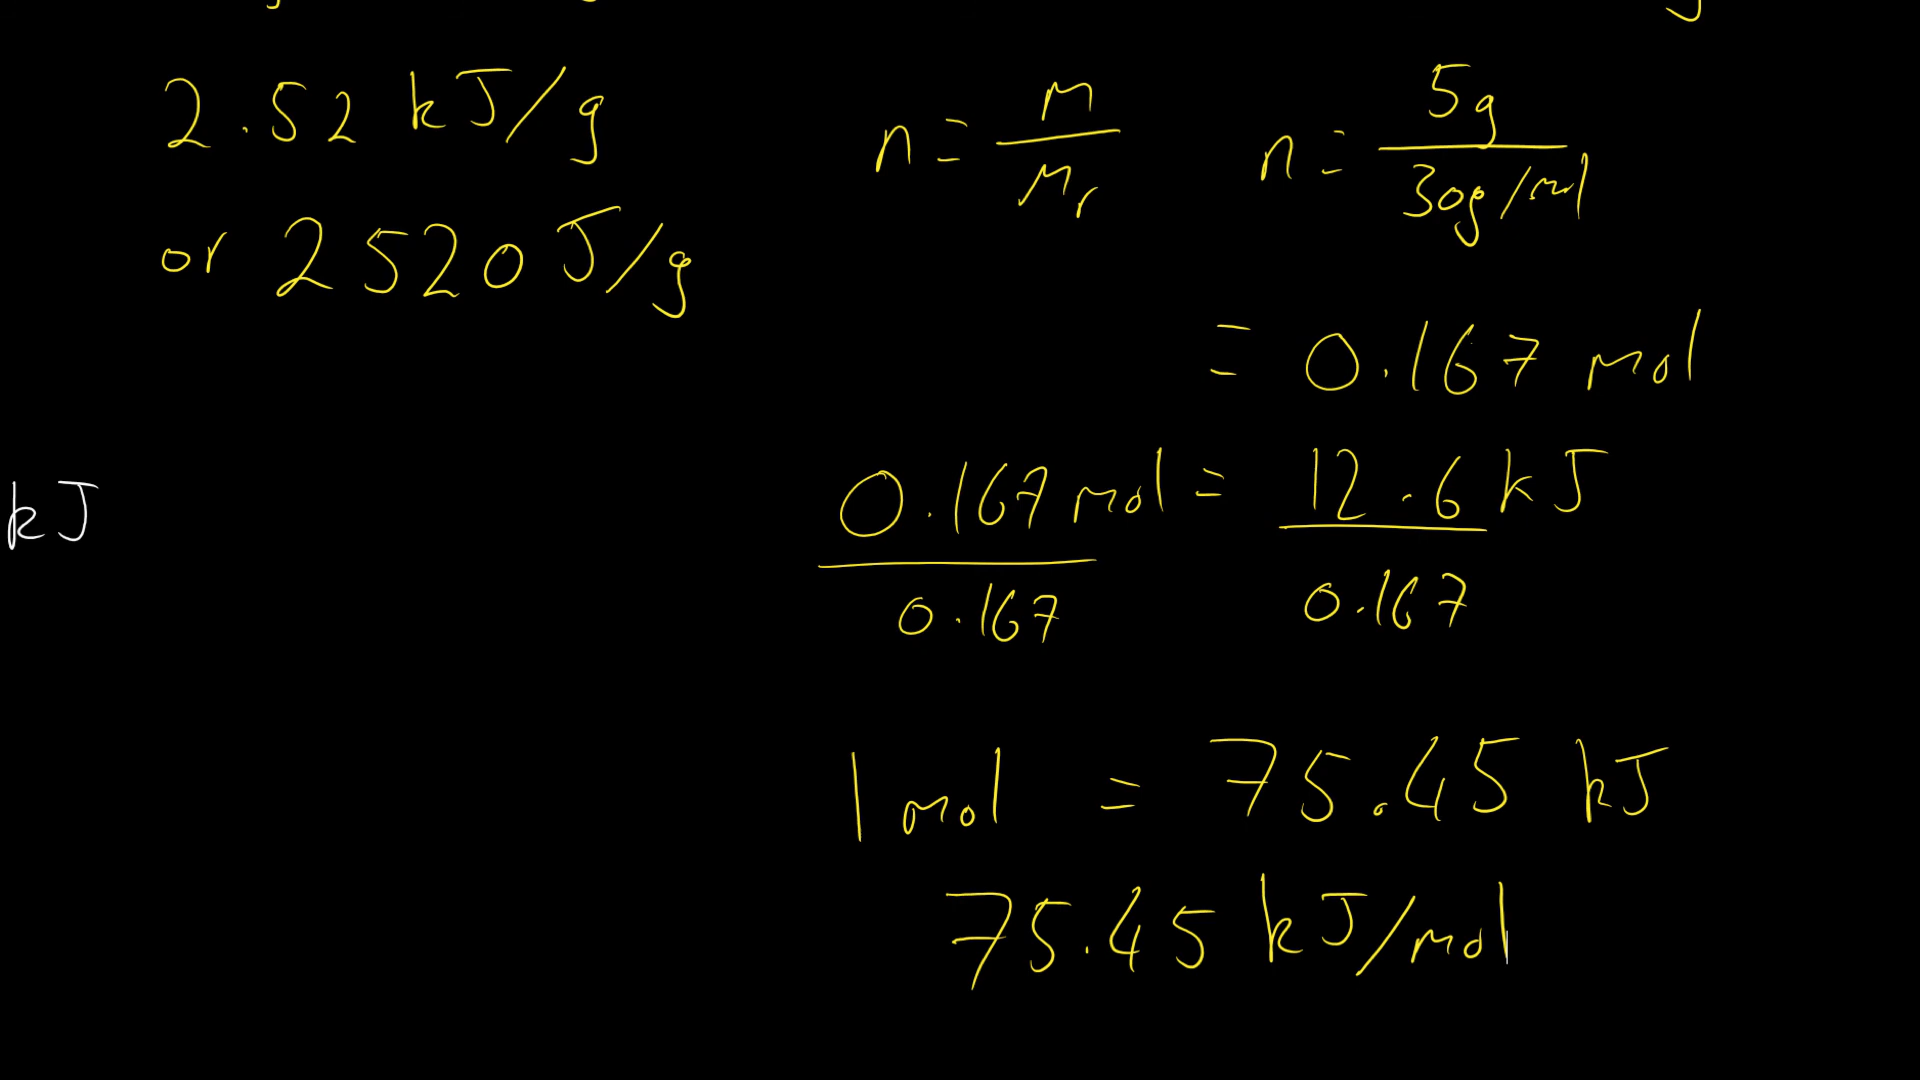 2.52 kJ/g
or 2520 J/g
kJ
n = m/Mr
n = 5g/30g/mol
= 0.167 mol
0.167 mol/0.167 = 12.6 kJ/0.167
1 mol = 75.45 kJ
75.45 kJ/mol